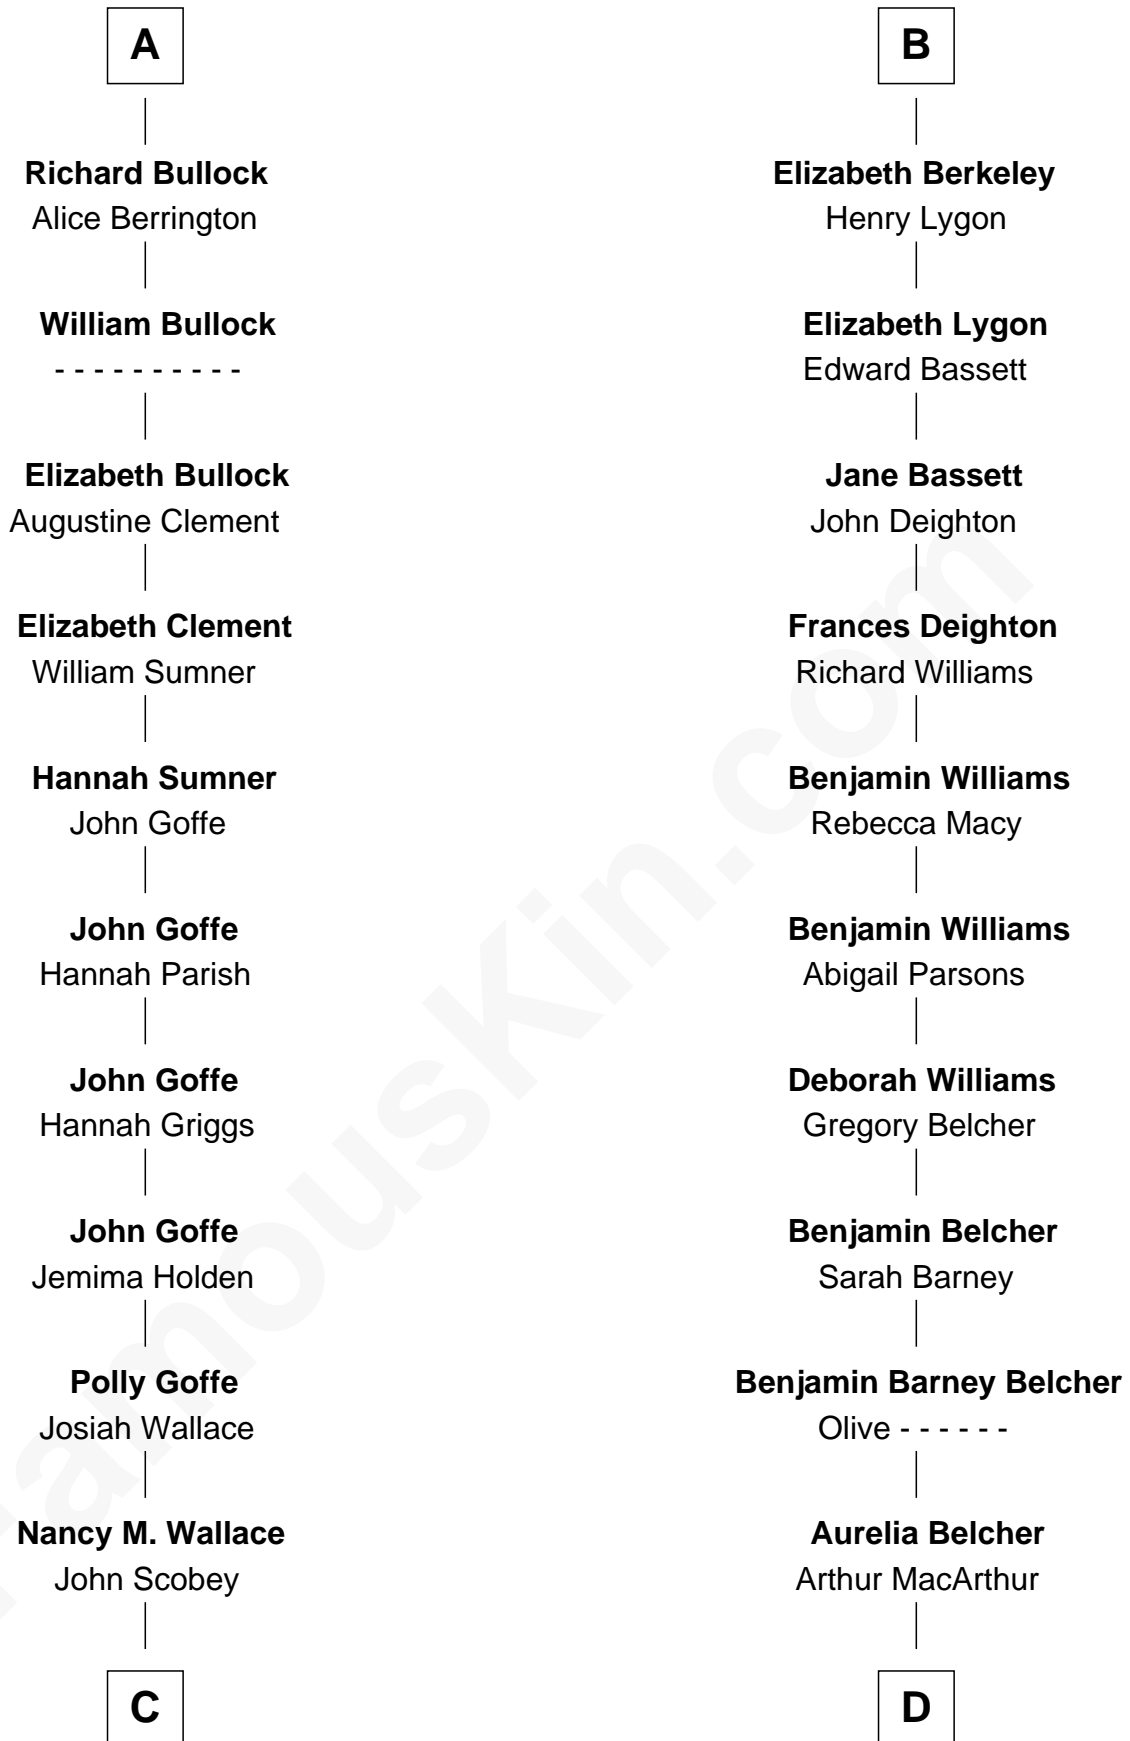 A
Richard Bullock
Alice Berrington
William Bullock
- - - - - - - - - -
Elizabeth Bullock
Augustine Clement
Elizabeth Clement
William Sumner
Hannah Sumner
John Goffe
John Goffe
Hannah Parish
John Goffe
Hannah Griggs
John Goffe
Jemima Holden
Polly Goffe
Josiah Wallace
Nancy M. Wallace
John Scobey
C
B
Elizabeth Berkeley
Henry Lygon
Elizabeth Lygon
Edward Bassett
Jane Bassett
John Deighton
Frances Deighton
Richard Williams
Benjamin Williams
Rebecca Macy
Benjamin Williams
Abigail Parsons
Deborah Williams
Gregory Belcher
Benjamin Belcher
Sarah Barney
Benjamin Barney Belcher
Olive - - - - - -
Aurelia Belcher
Arthur MacArthur
D
FamousKin.com